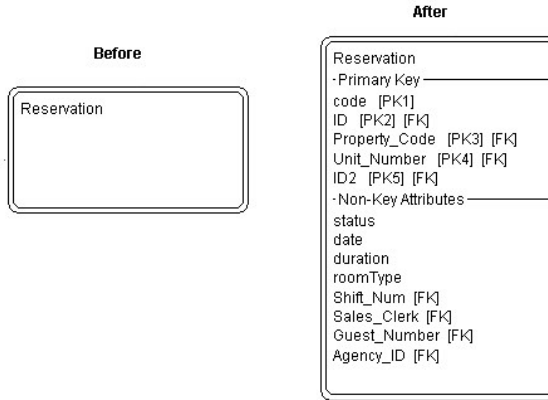 Before
Reservation
After
Reservation
Primary Key
code [PK1]
ID [PK2] [FK]
Property_Code [PK3] [FK]
Unit_Number [PK4] [FK]
ID2 [PK5] [FK]
Non-Key Attributes
status
date
duration
roomType
Shift_Num [FK]
Sales_Clerk [FK]
Guest_Number [FK]
Agency_ID [FK]